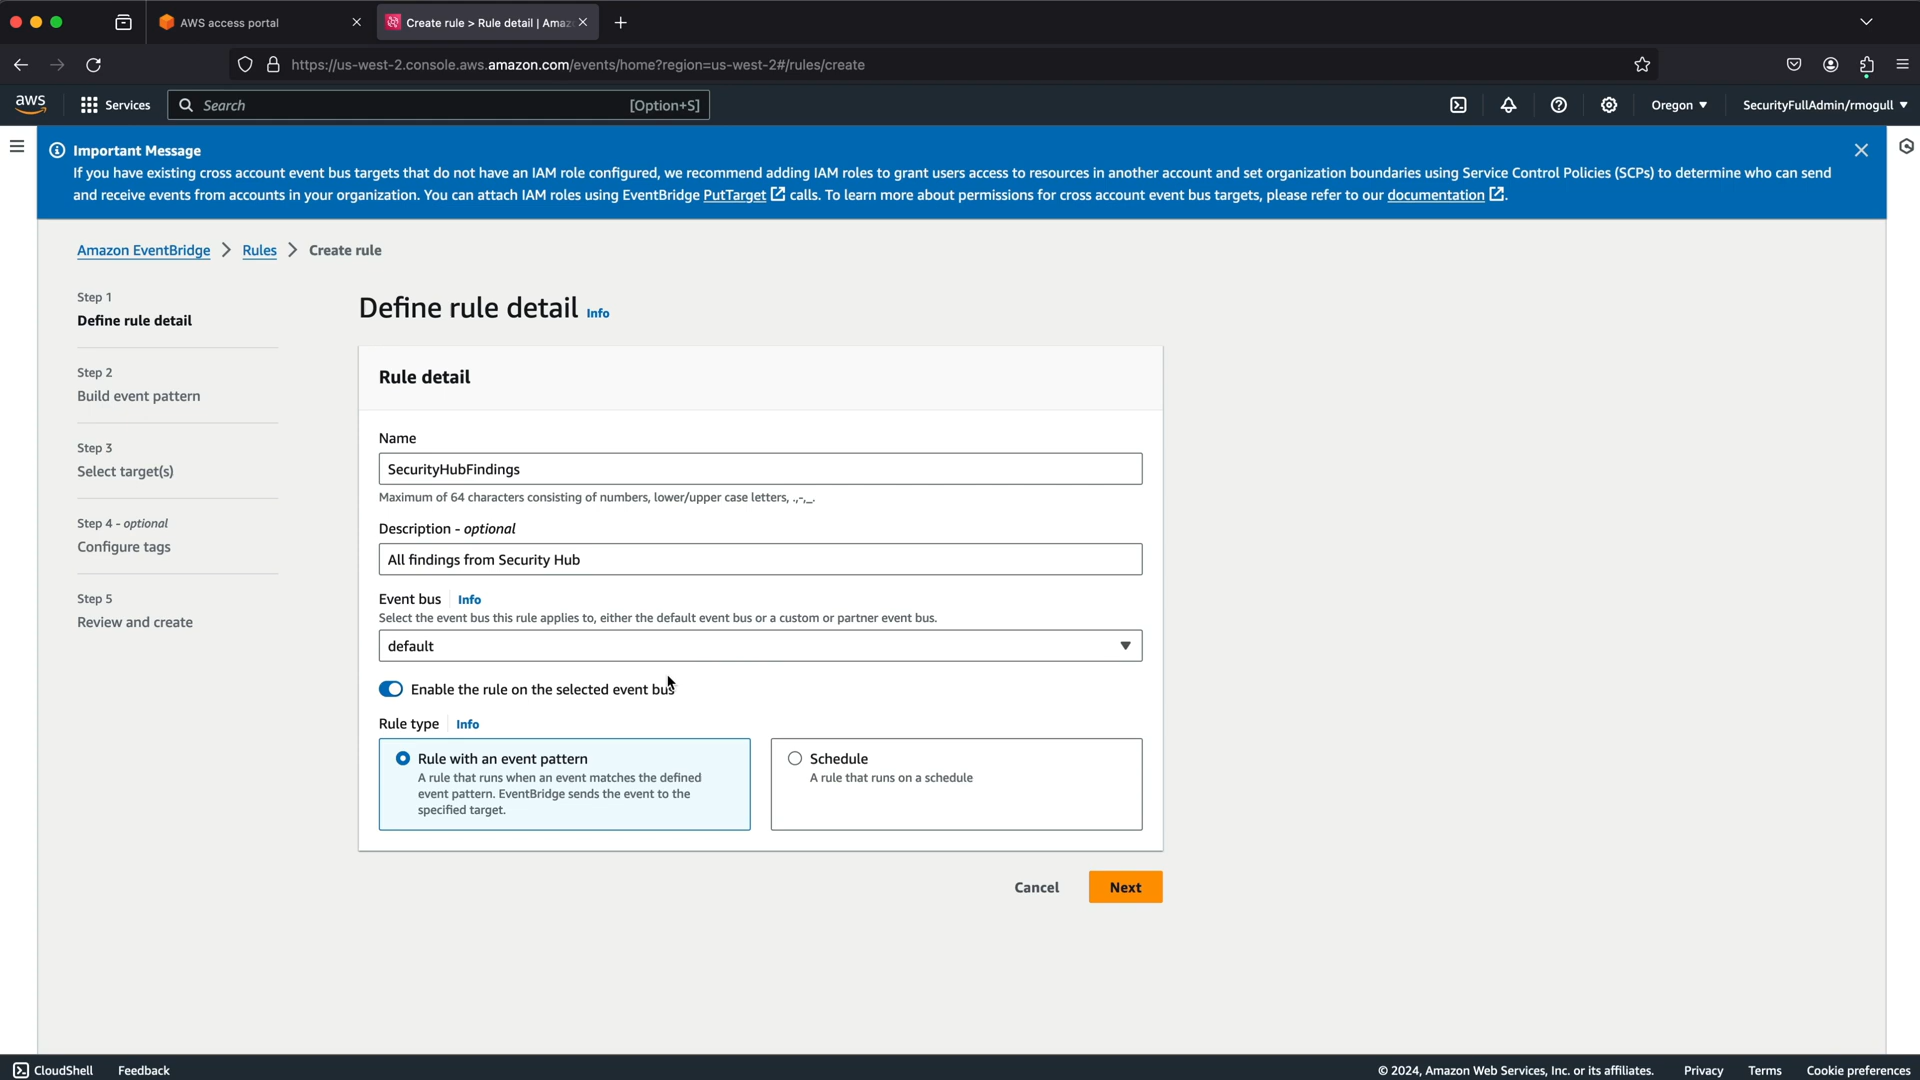 AWS access portal
Create rule > Rule detail | Amaz
https://us-west-2.console.aws.amazon.com/events/home?region=us-west-2#/rules/create
aws
Services
Search
[Option+S]
Oregon
SecurityFullAdmin/rmogull
Important Message
If you have existing cross account event bus targets that do not have an IAM role configured, we recommend adding IAM roles to grant users access to resources in another account and set organization boundaries using Service Control Policies (SCPs) to determine who can send
and receive events from accounts in your organization. You can attach IAM roles using EventBridge PutTarget calls. To learn more about permissions for cross account event bus targets, please refer to our documentation.
Amazon EventBridge > Rules > Create rule
Step 1
Define rule detail
Step 2
Build event pattern
Step 3
Select target(s)
Step 4 - optional
Configure tags
Step 5
Review and create
Define rule detail Info
Rule detail
Name
SecurityHubFindings
Maximum of 64 characters consisting of numbers, lower/upper case letters, .,-,_.
Description - optional
All findings from Security Hub
Event bus Info
Select the event bus this rule applies to, either the default event bus or a custom or partner event bus.
default
Enable the rule on the selected event bus
Rule type Info
Rule with an event pattern
A rule that runs when an event matches the defined
event pattern. EventBridge sends the event to the
specified target.
Schedule
A rule that runs on a schedule
Cancel
Next
CloudShell
Feedback
© 2024, Amazon Web Services, Inc. or its affiliates.
Privacy
Terms
Cookie preferences